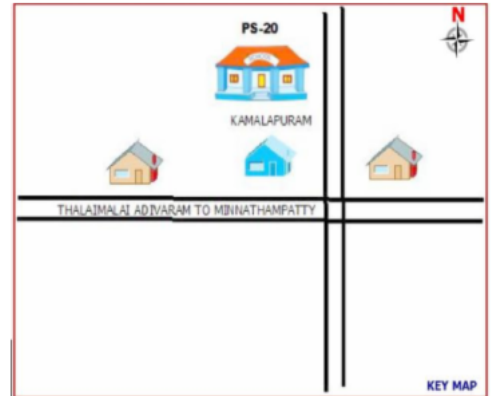 N
PS-20
KAMALAPURAM
THALAIMALAI ADIVARAM TO MINNATHAMPATTY
KEY MAP